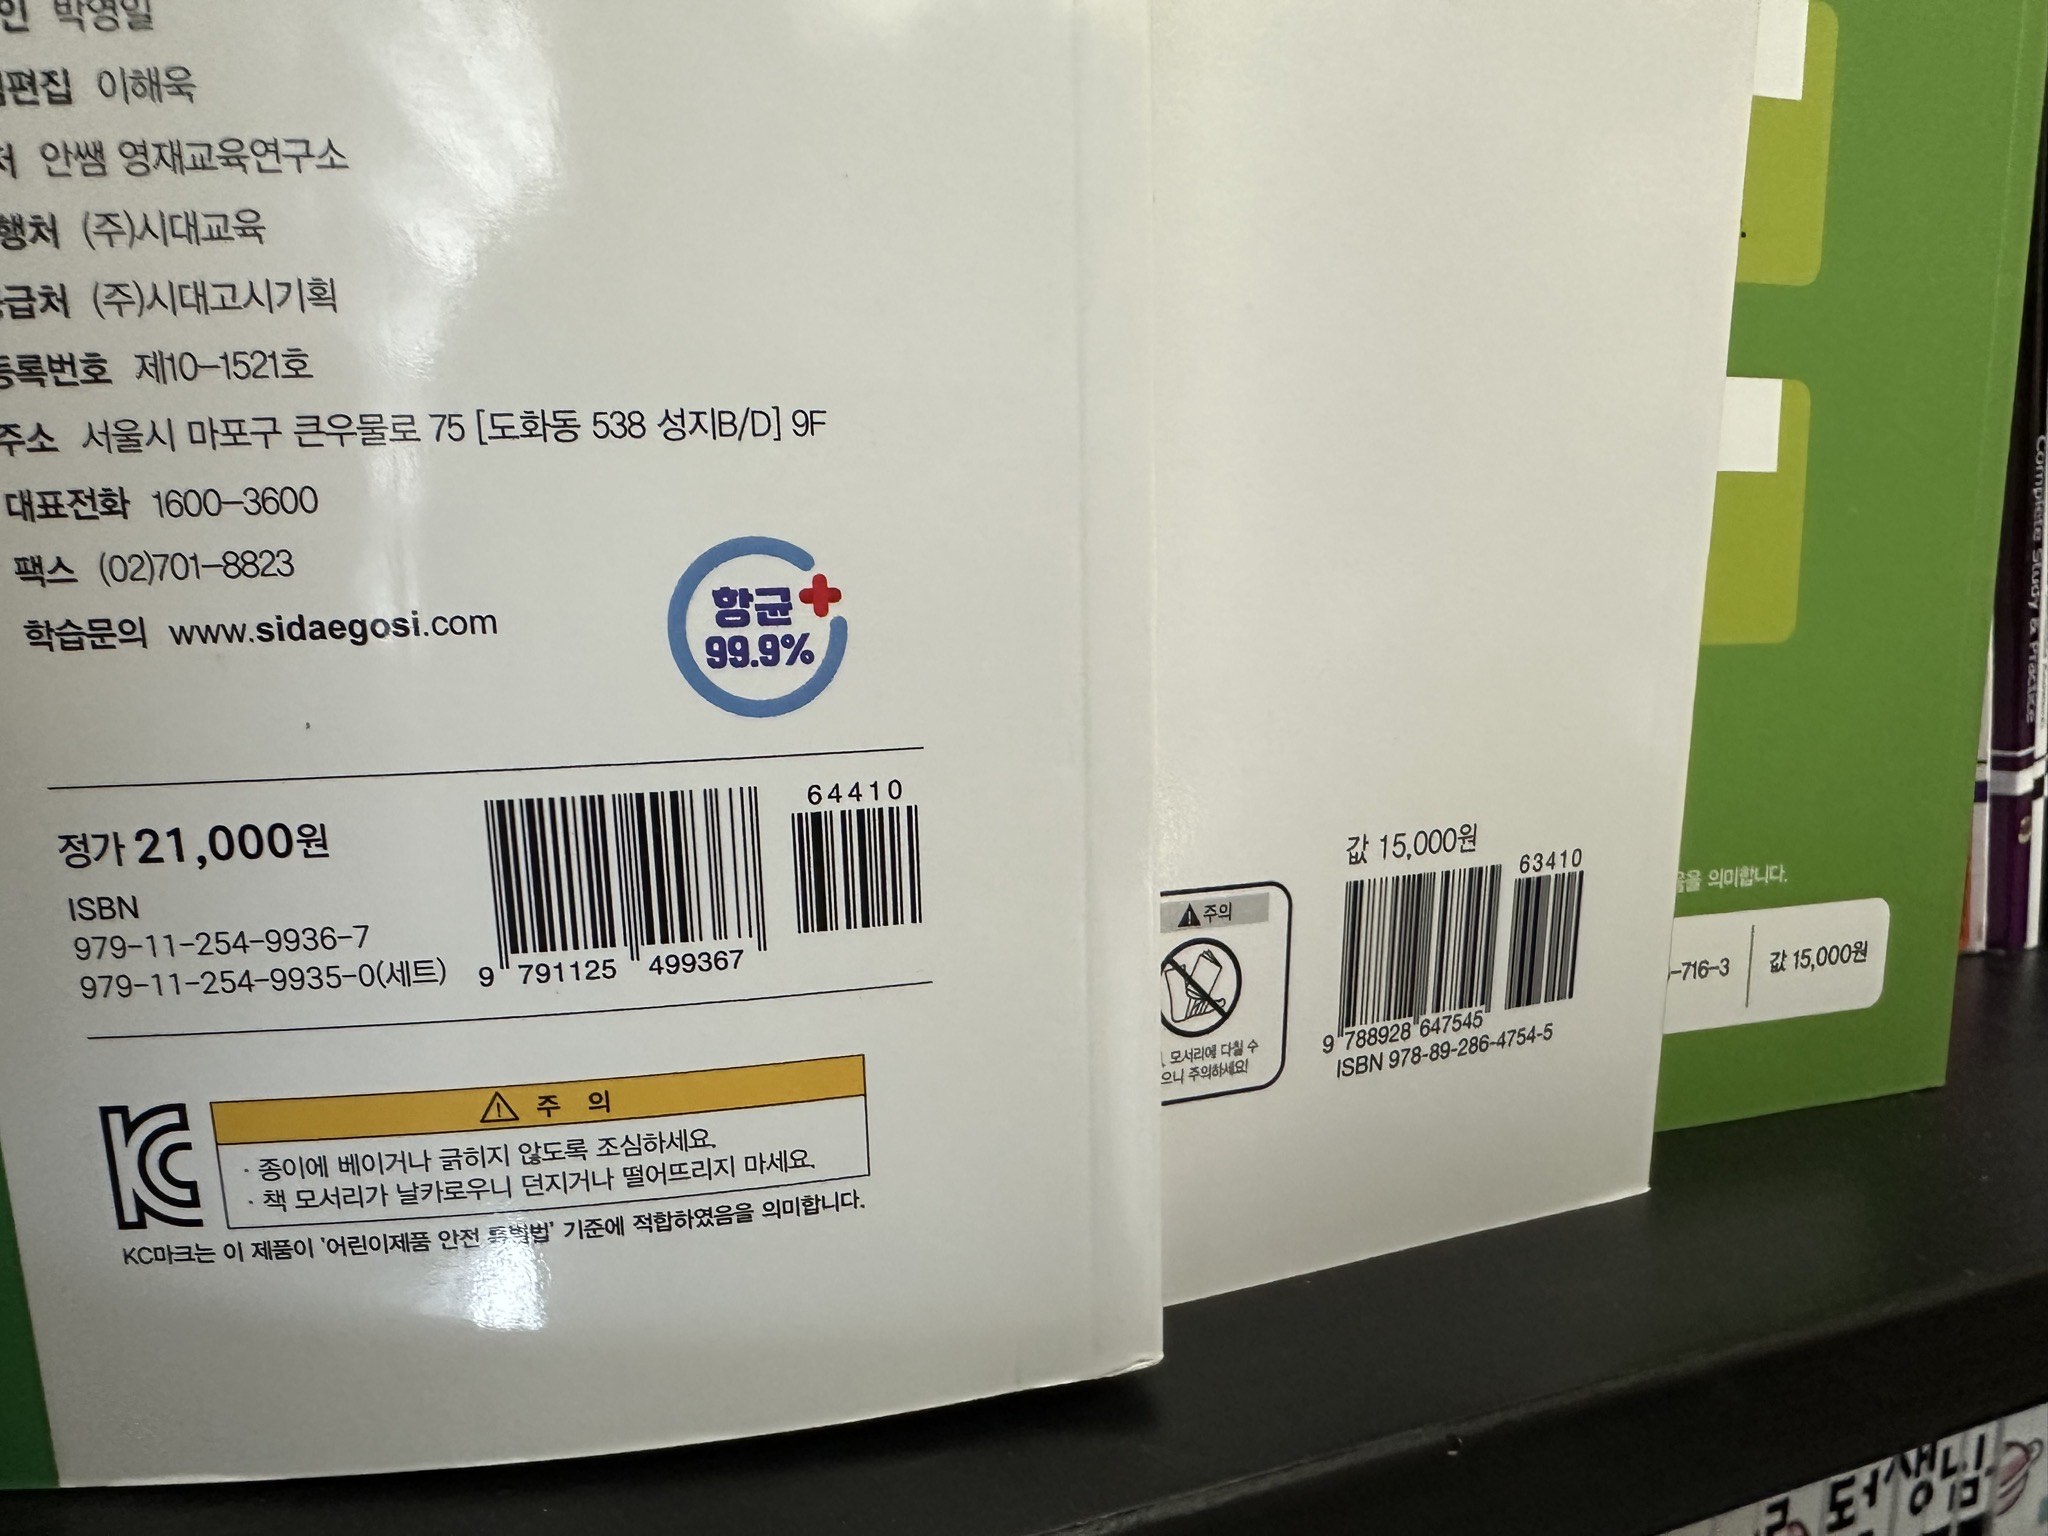 인 박영일
편집 이해욱
저 안쌤 영재교육연구소
행처 (주)시대교육
급처 (주)시대고시기획
등록번호 제10-1521호
주소 서울시 마포구 큰우물로 75 [도화동 538 성지B/D] 9F
대표전화 1600-3600
팩스 (02)701-8823
학습문의 www.sidaegosi.com
항균+
99.9%
정가 21,000원
ISBN
979-11-254-9936-7
979-11-254-9935-0(세트)
64410
9 791125 499367
KC
⚠ 주 의
· 종이에 베이거나 긁히지 않도록 조심하세요.
· 책 모서리가 날카로우니 던지거나 떨어뜨리지 마세요.
KC마크는 이 제품이 '어린이제품 안전 특별법' 기준에 적합하였음을 의미합니다.
⚠주의
, 모서리에 다칠 수
으니 주의하세요!
값 15,000원
63410
9 788928 647545
ISBN 978-89-286-4754-5
음을 의미합니다.
-716-3
값 15,000원
Complete Study & Practice
생님